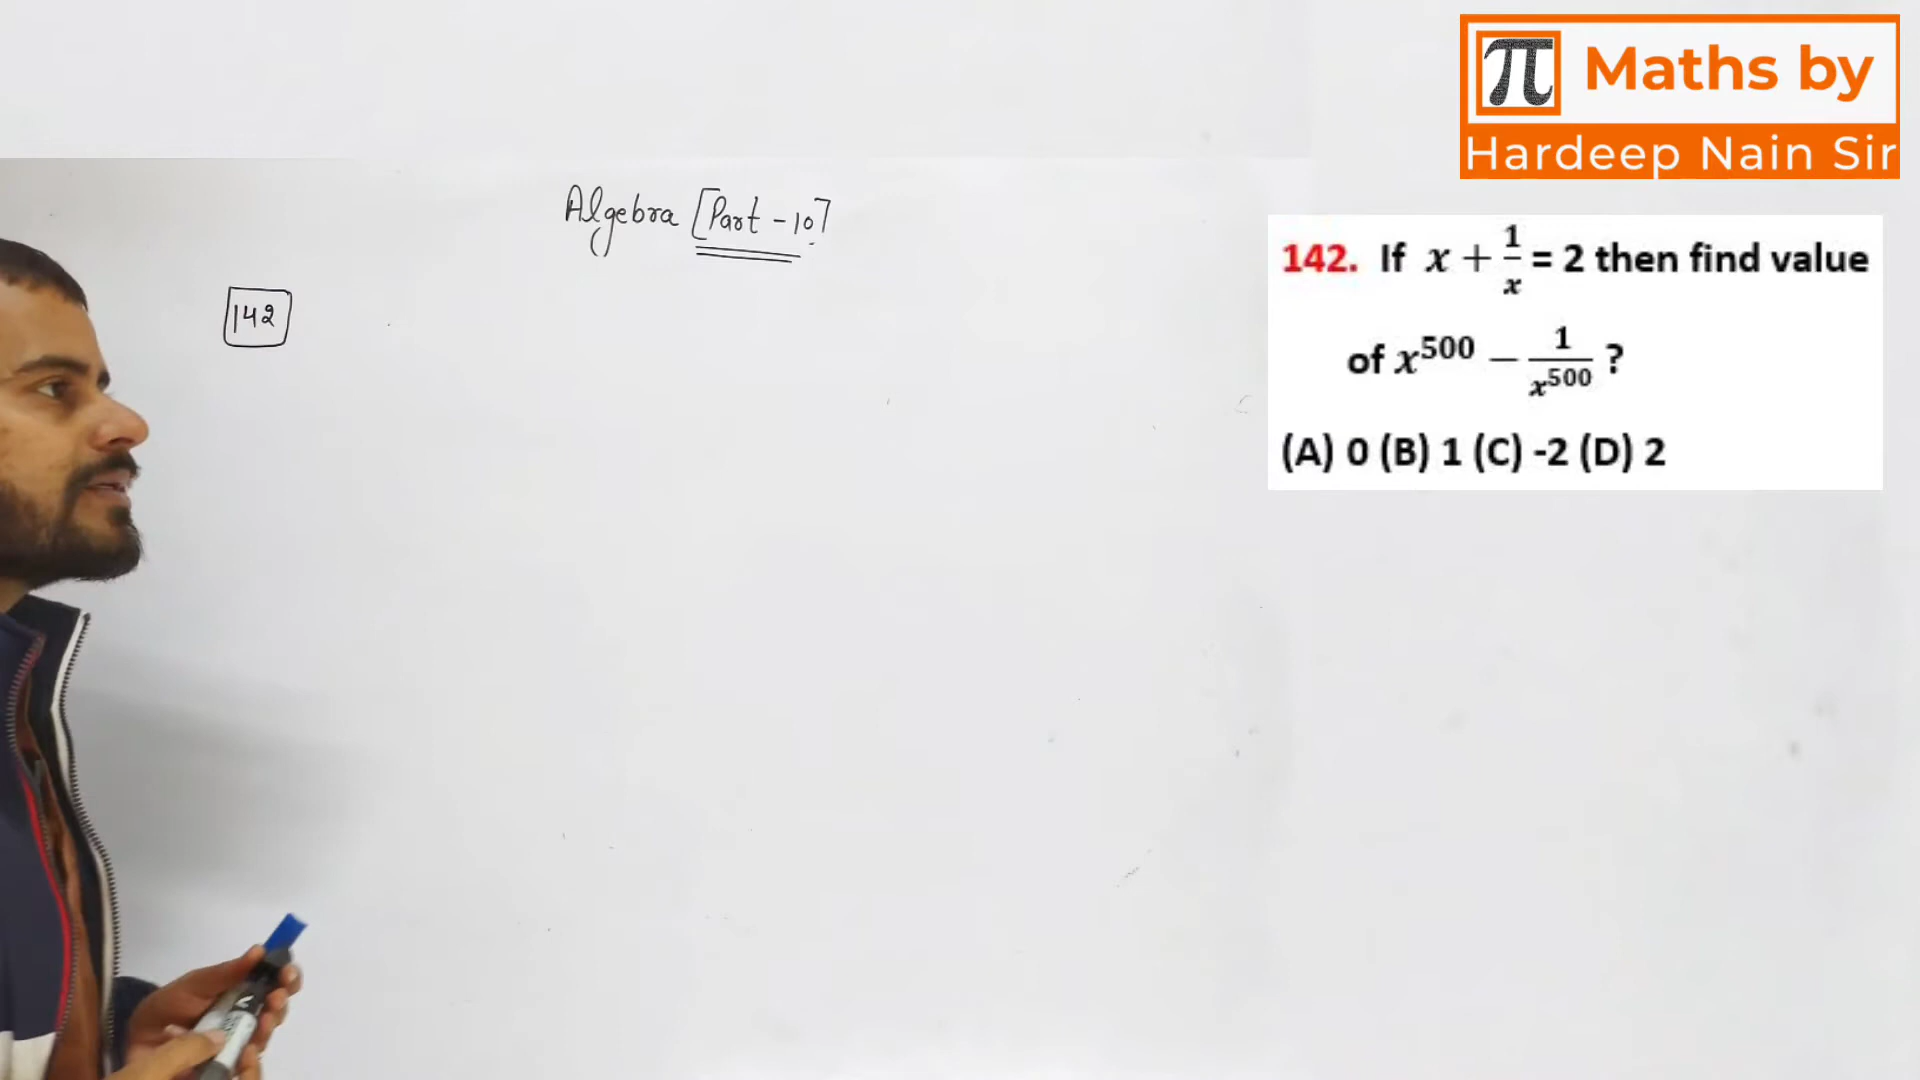 π Maths by
Hardeep Nain Sir
Algebra [Part - 10]
142
142. If x + 1/x = 2 then find value
of x^500 − 1/x^500 ?
(A) 0 (B) 1 (C) -2 (D) 2